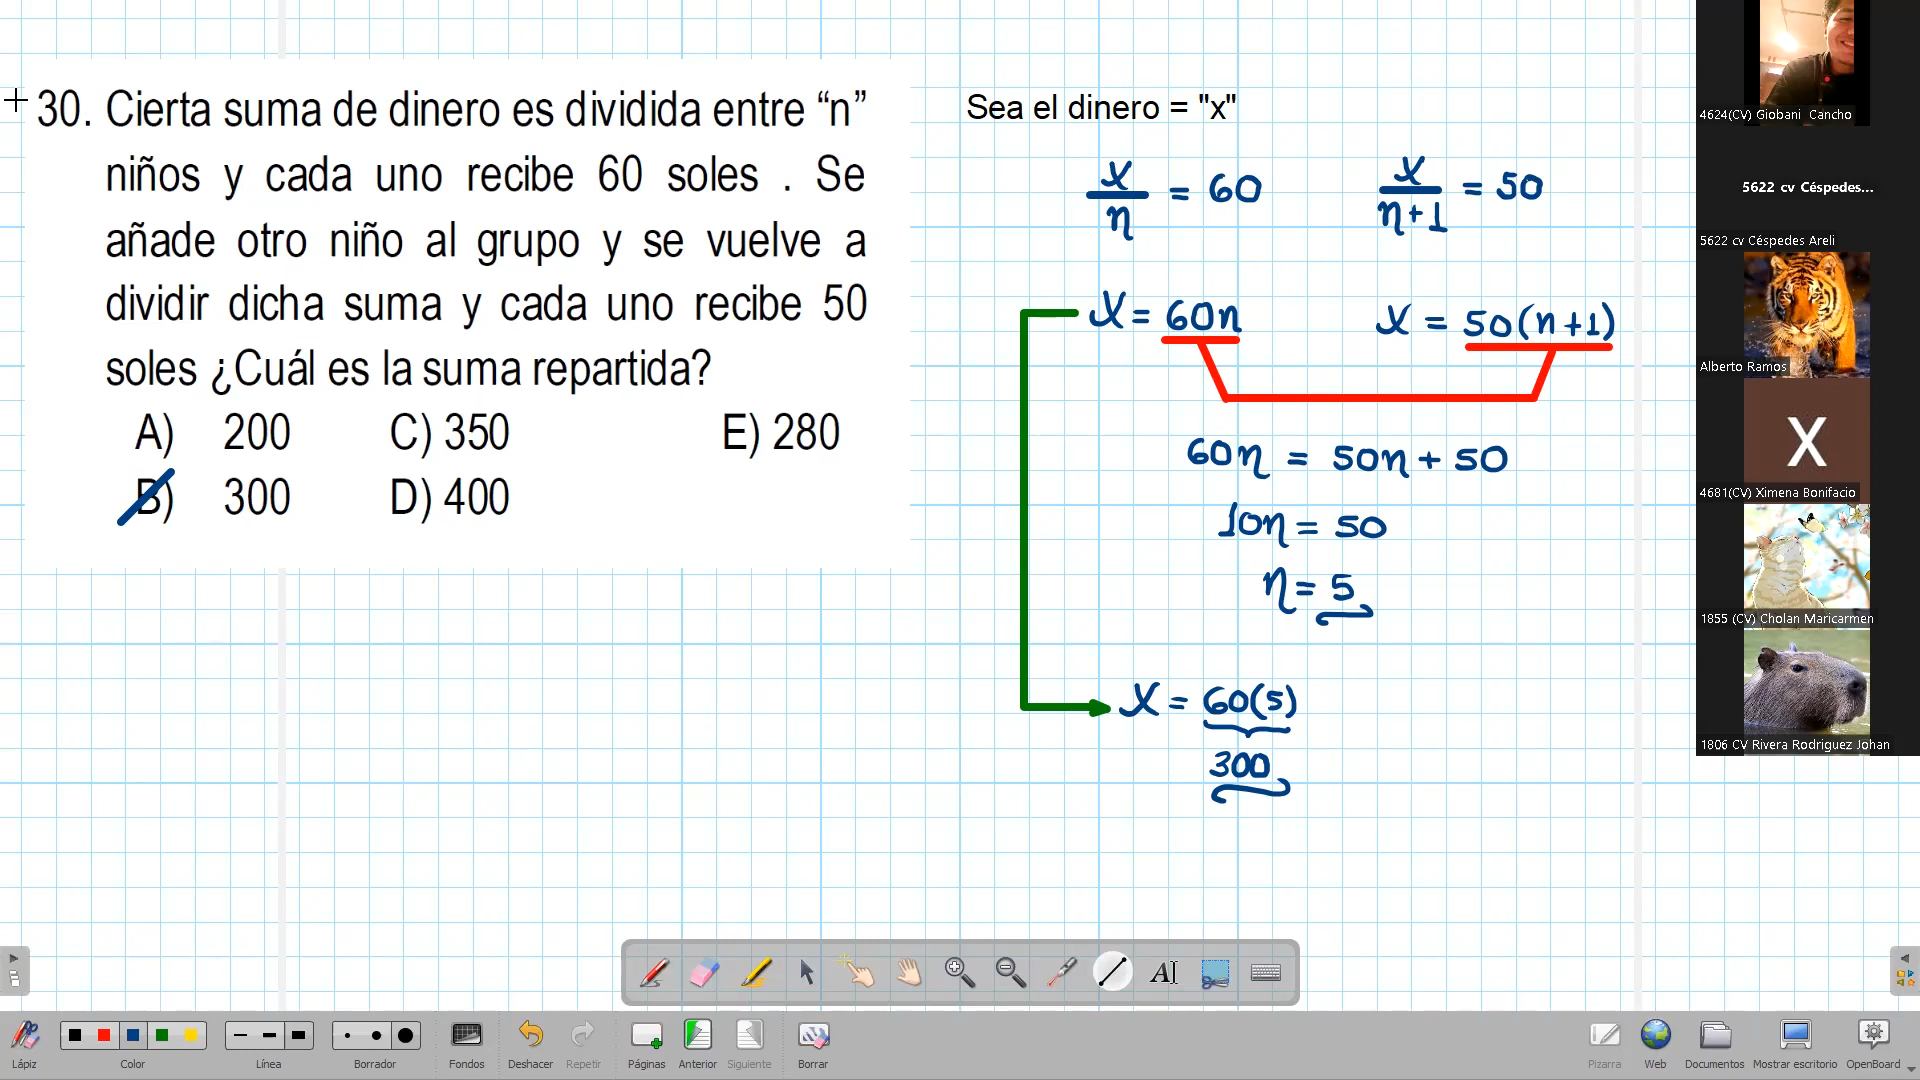 30. Cierta suma de dinero es dividida entre “n”
niños y cada uno recibe 60 soles . Se
añade otro niño al grupo y se vuelve a
dividir dicha suma y cada uno recibe 50
soles ¿Cuál es la suma repartida?
A) 200 C) 350 E) 280
B) 300 D) 400
Sea el dinero = "x"
x/n = 60
x/n+1 = 50
x = 60n
x = 50(n+1)
60n = 50n + 50
10n = 50
n = 5
x = 60(5)
300
4624(CV) Giobani Cancho
5622 cv Céspedes...
5622 cv Céspedes Areli
Alberto Ramos
X
4681(CV) Ximena Bonifacio
1855 (CV) Cholan Maricarmen
1806 CV Rivera Rodriguez Johan
Lápiz Color Línea Borrador Fondos Deshacer Repetir Páginas Anterior Siguiente Borrar Pizarra Web Documentos Mostrar escritorio OpenBoard